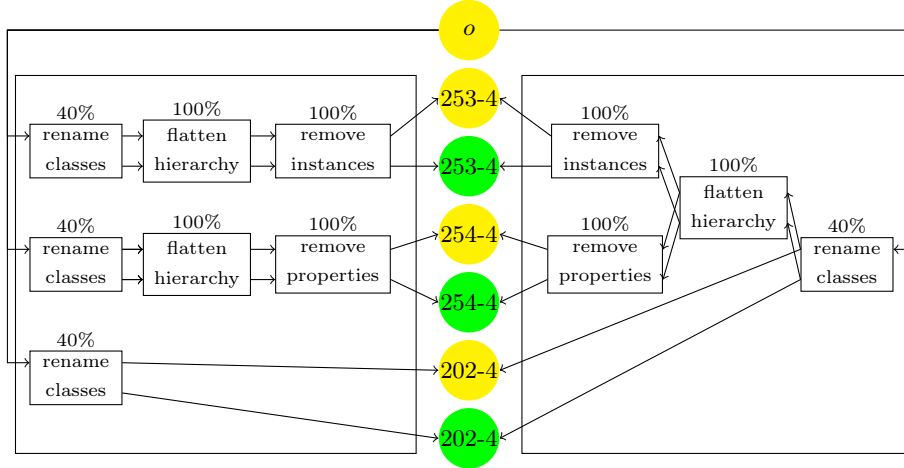 o
253-4
253-4
254-4
254-4
202-4
202-4
40%
rename
classes
100%
flatten
hierarchy
100%
remove
instances
40%
rename
classes
100%
flatten
hierarchy
100%
remove
properties
40%
rename
classes
100%
remove
instances
100%
remove
properties
100%
flatten
hierarchy
40%
rename
classes